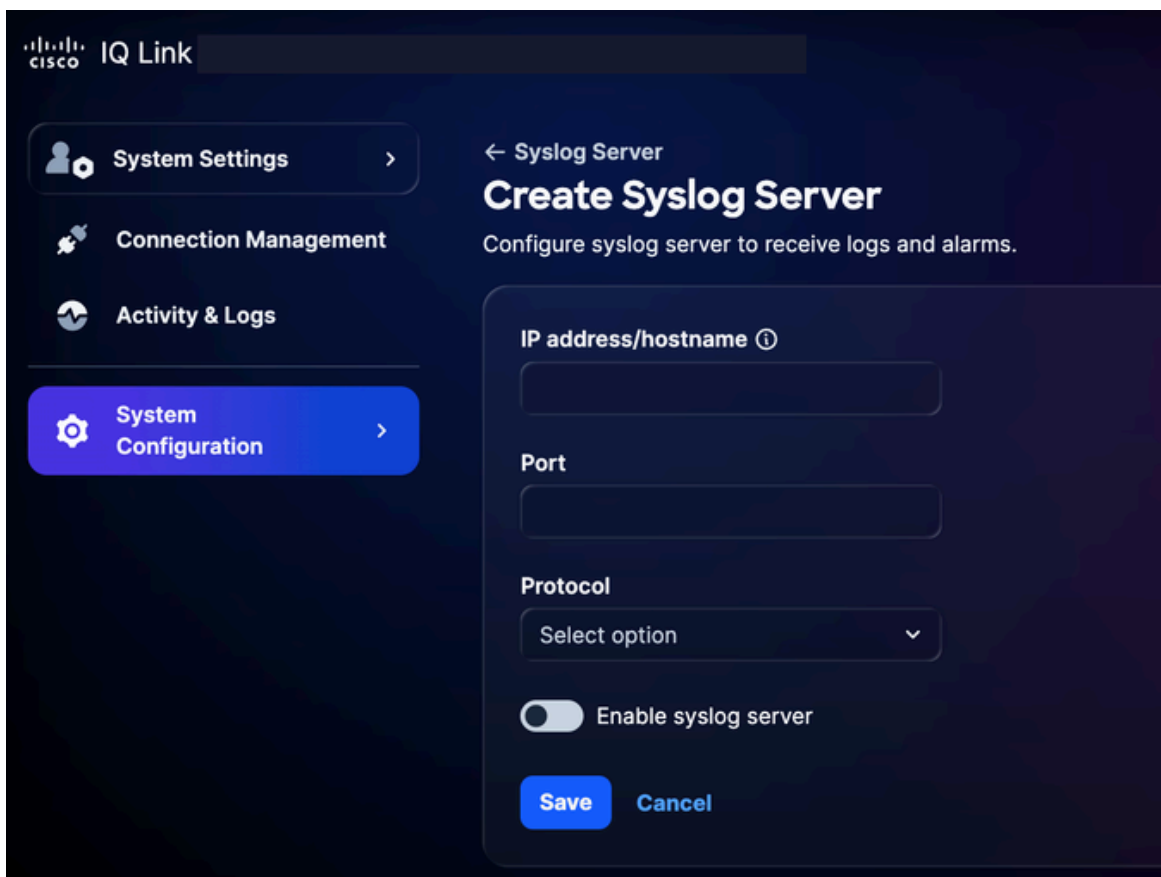 cisco IQ Link
System Settings
Connection Management
Activity & Logs
System
Configuration
← Syslog Server
Create Syslog Server
Configure syslog server to receive logs and alarms.
IP address/hostname
Port
Protocol
Select option
Enable syslog server
Save Cancel